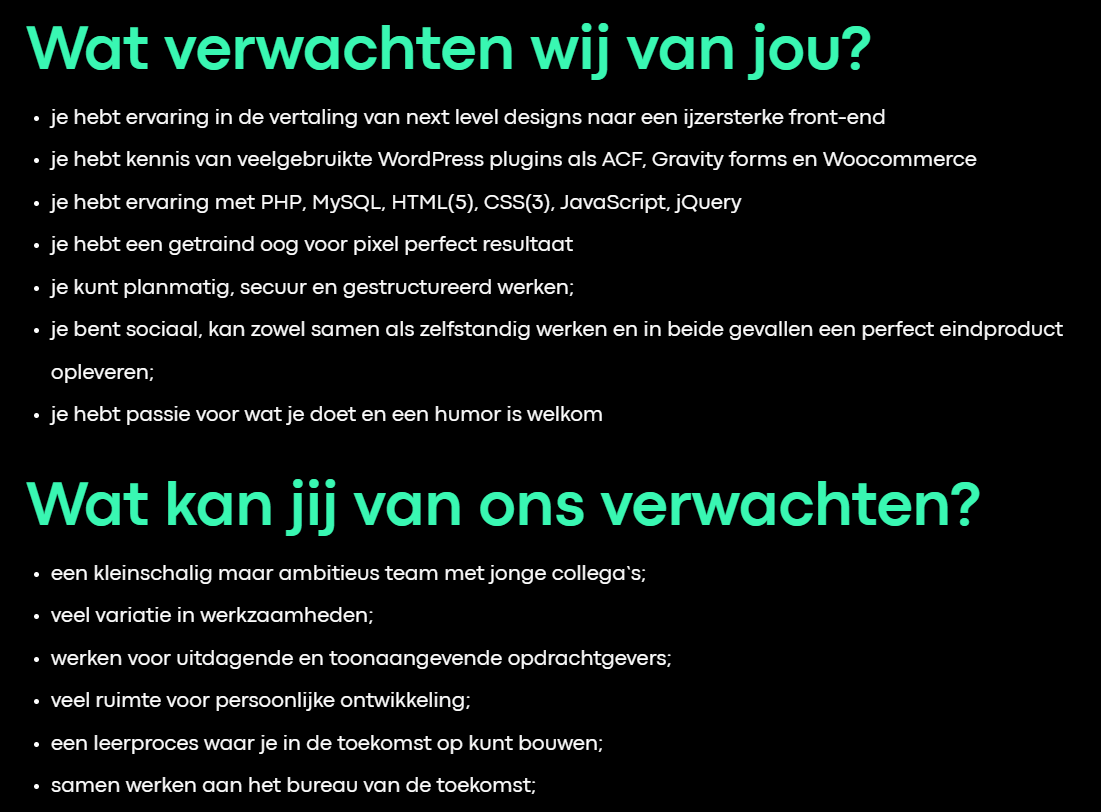 Wat verwachten wij van jou?
• je hebt ervaring in de vertaling van next level designs naar een ijzersterke front-end
• je hebt kennis van veelgebruikte WordPress plugins als ACF, Gravity forms en Woocommerce
• je hebt ervaring met PHP, MySQL, HTML(5), CSS(3), JavaScript, jQuery
• je hebt een getraind oog voor pixel perfect resultaat
• je kunt planmatig, secuur en gestructureerd werken;
• je bent sociaal, kan zowel samen als zelfstandig werken en in beide gevallen een perfect eindproduct
opleveren;
• je hebt passie voor wat je doet en een humor is welkom
Wat kan jij van ons verwachten?
• een kleinschalig maar ambitieus team met jonge collega‘s;
• veel variatie in werkzaamheden;
• werken voor uitdagende en toonaangevende opdrachtgevers;
• veel ruimte voor persoonlijke ontwikkeling;
• een leerproces waar je in de toekomst op kunt bouwen;
• samen werken aan het bureau van de toekomst;